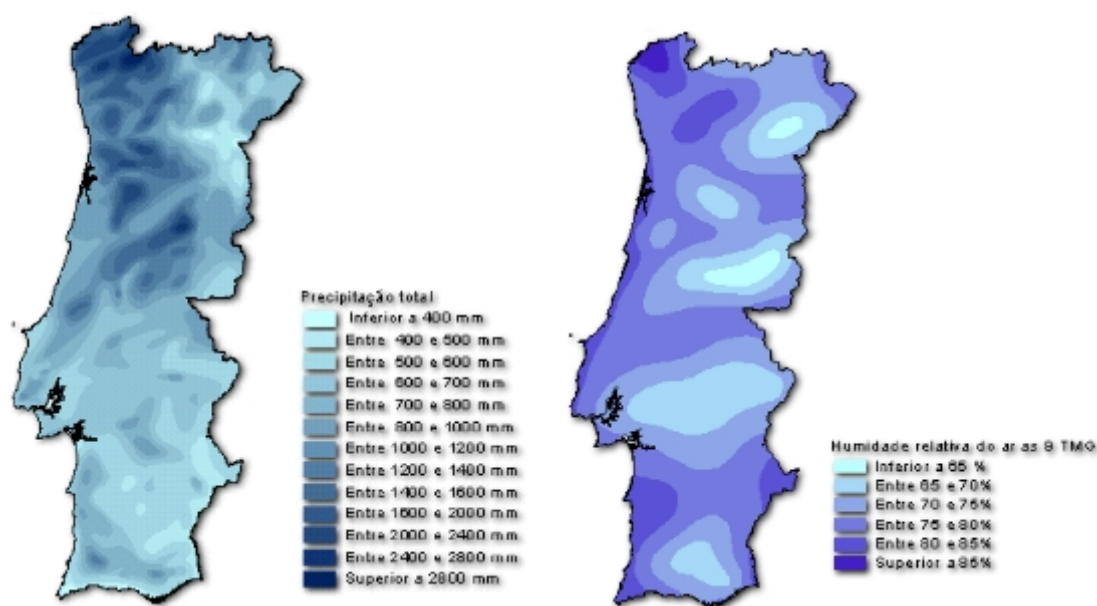 Precipitação total
Inferior a 400 mm
Entre 400 e 500 mm
Entre 500 e 600 mm
Entre 600 e 700 mm
Entre 700 e 800 mm
Entre 800 e 1000 mm
Entre 1000 e 1200 mm
Entre 1200 e 1400 mm
Entre 1400 e 1600 mm
Entre 1600 e 2000 mm
Entre 2000 e 2400 mm
Entre 2400 e 2800 mm
Superior a 2800 mm
Humidade relativa do ar as 9 TMG
Inferior a 65 %
Entre 65 e 70%
Entre 70 e 75%
Entre 75 e 80%
Entre 80 e 85%
Superior a 85%